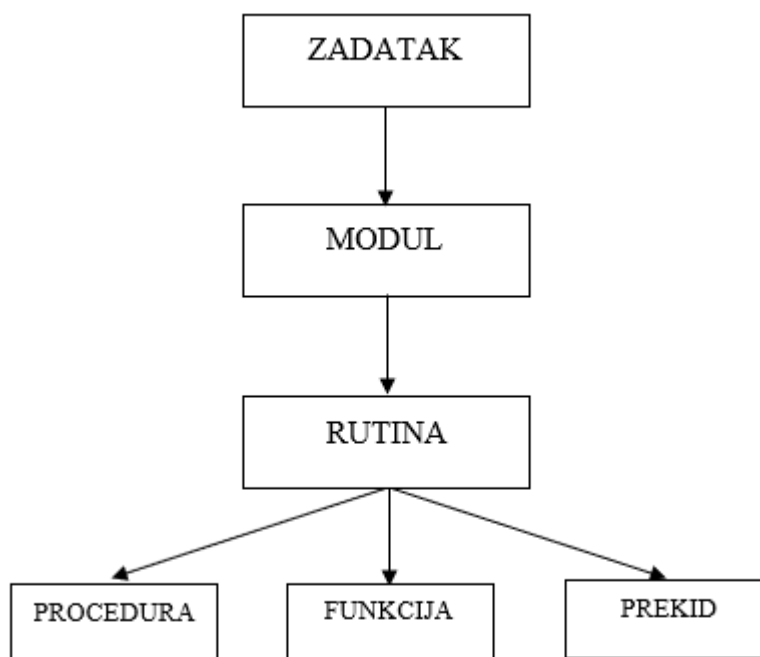 ZADATAK
MODUL
RUTINA
PROCEDURA
FUNKCIJA
PREKID